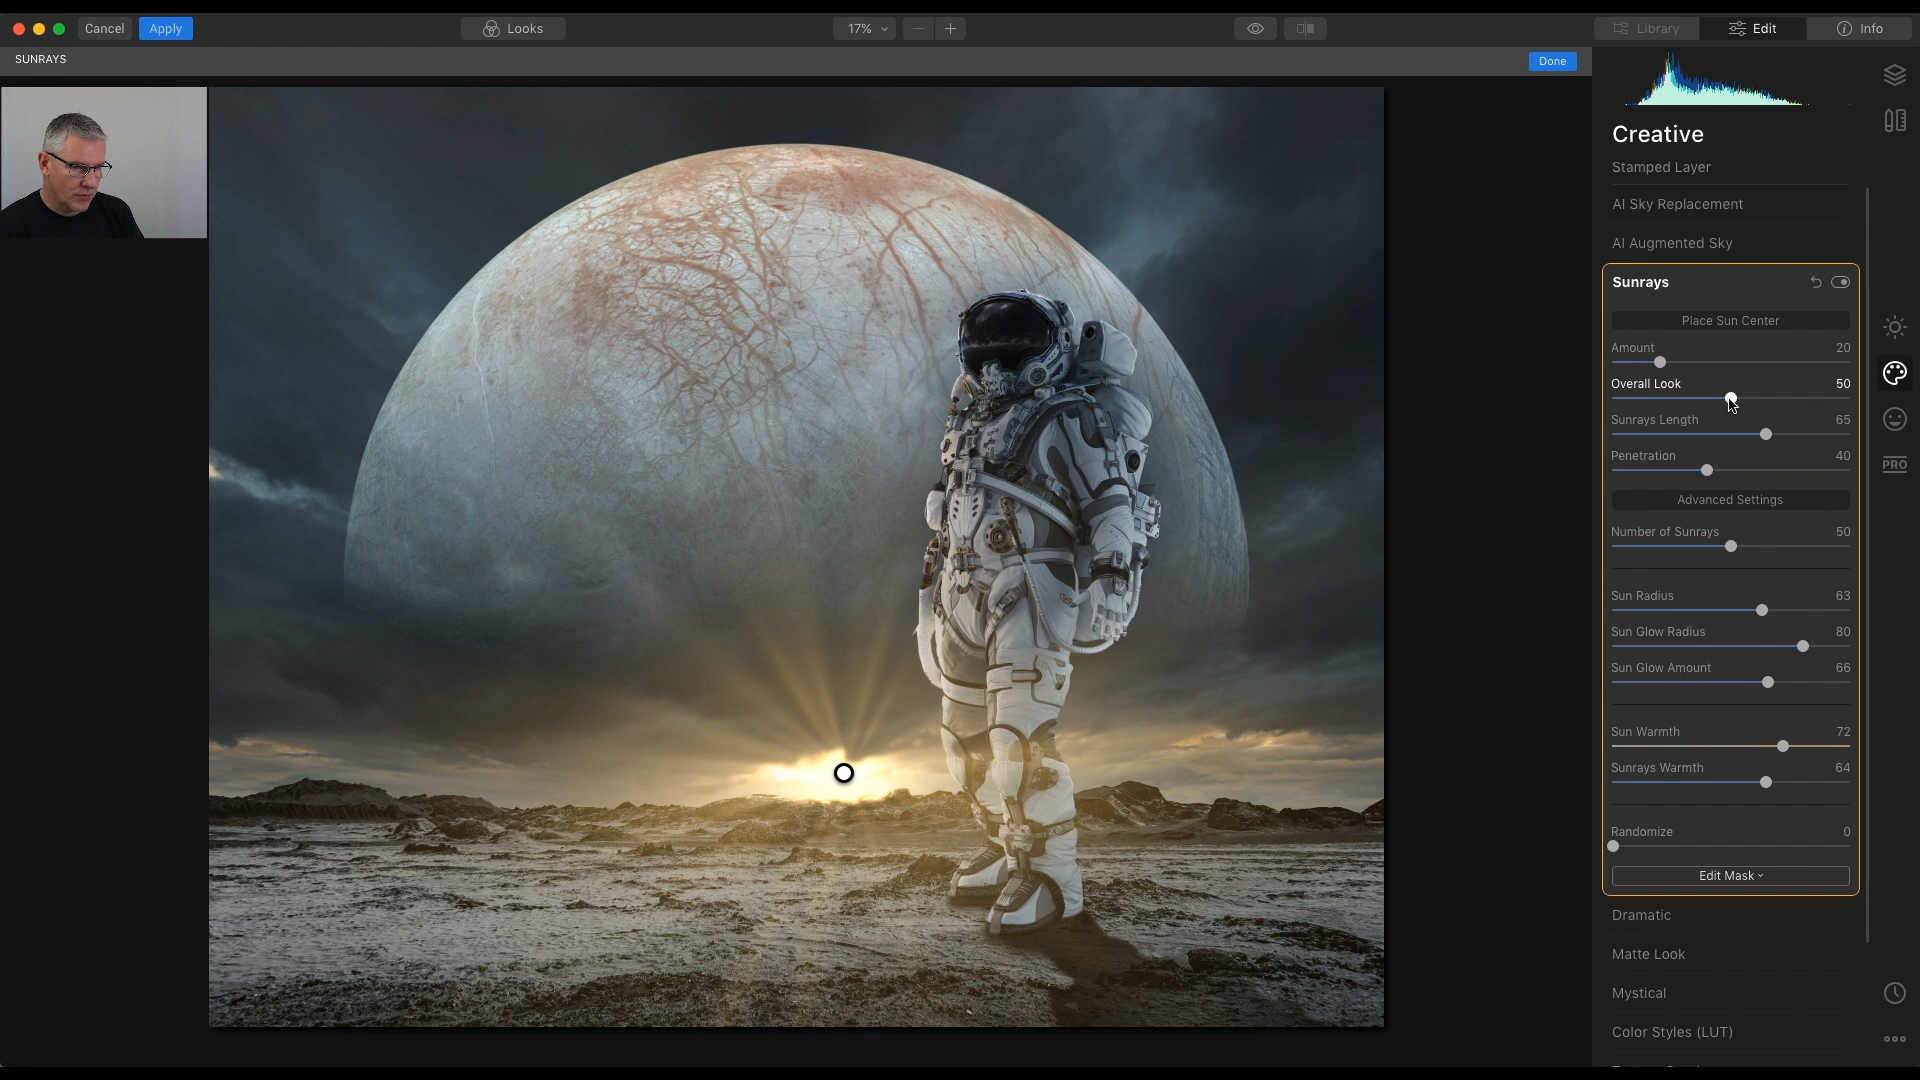 Cancel
Apply
Looks
17%
Library
Edit
Info
SUNRAYS
Done
Creative
Stamped Layer
AI Sky Replacement
AI Augmented Sky
Sunrays
Place Sun Center
Amount 20
Overall Look 50
Sunrays Length 65
Penetration 40
PRO
Advanced Settings
Number of Sunrays 50
Sun Radius 63
Sun Glow Radius 80
Sun Glow Amount 66
Sun Warmth 72
Sunrays Warmth 64
Randomize 0
Edit Mask
Dramatic
Matte Look
Mystical
Color Styles (LUT)